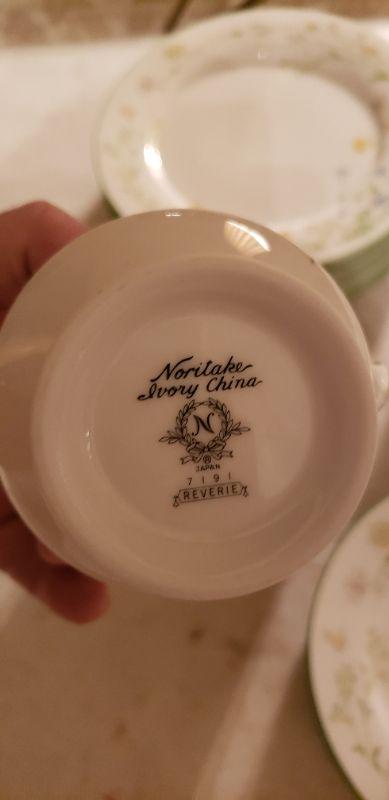 Noritake
Ivory China
N
®
JAPAN
7191
REVERIE